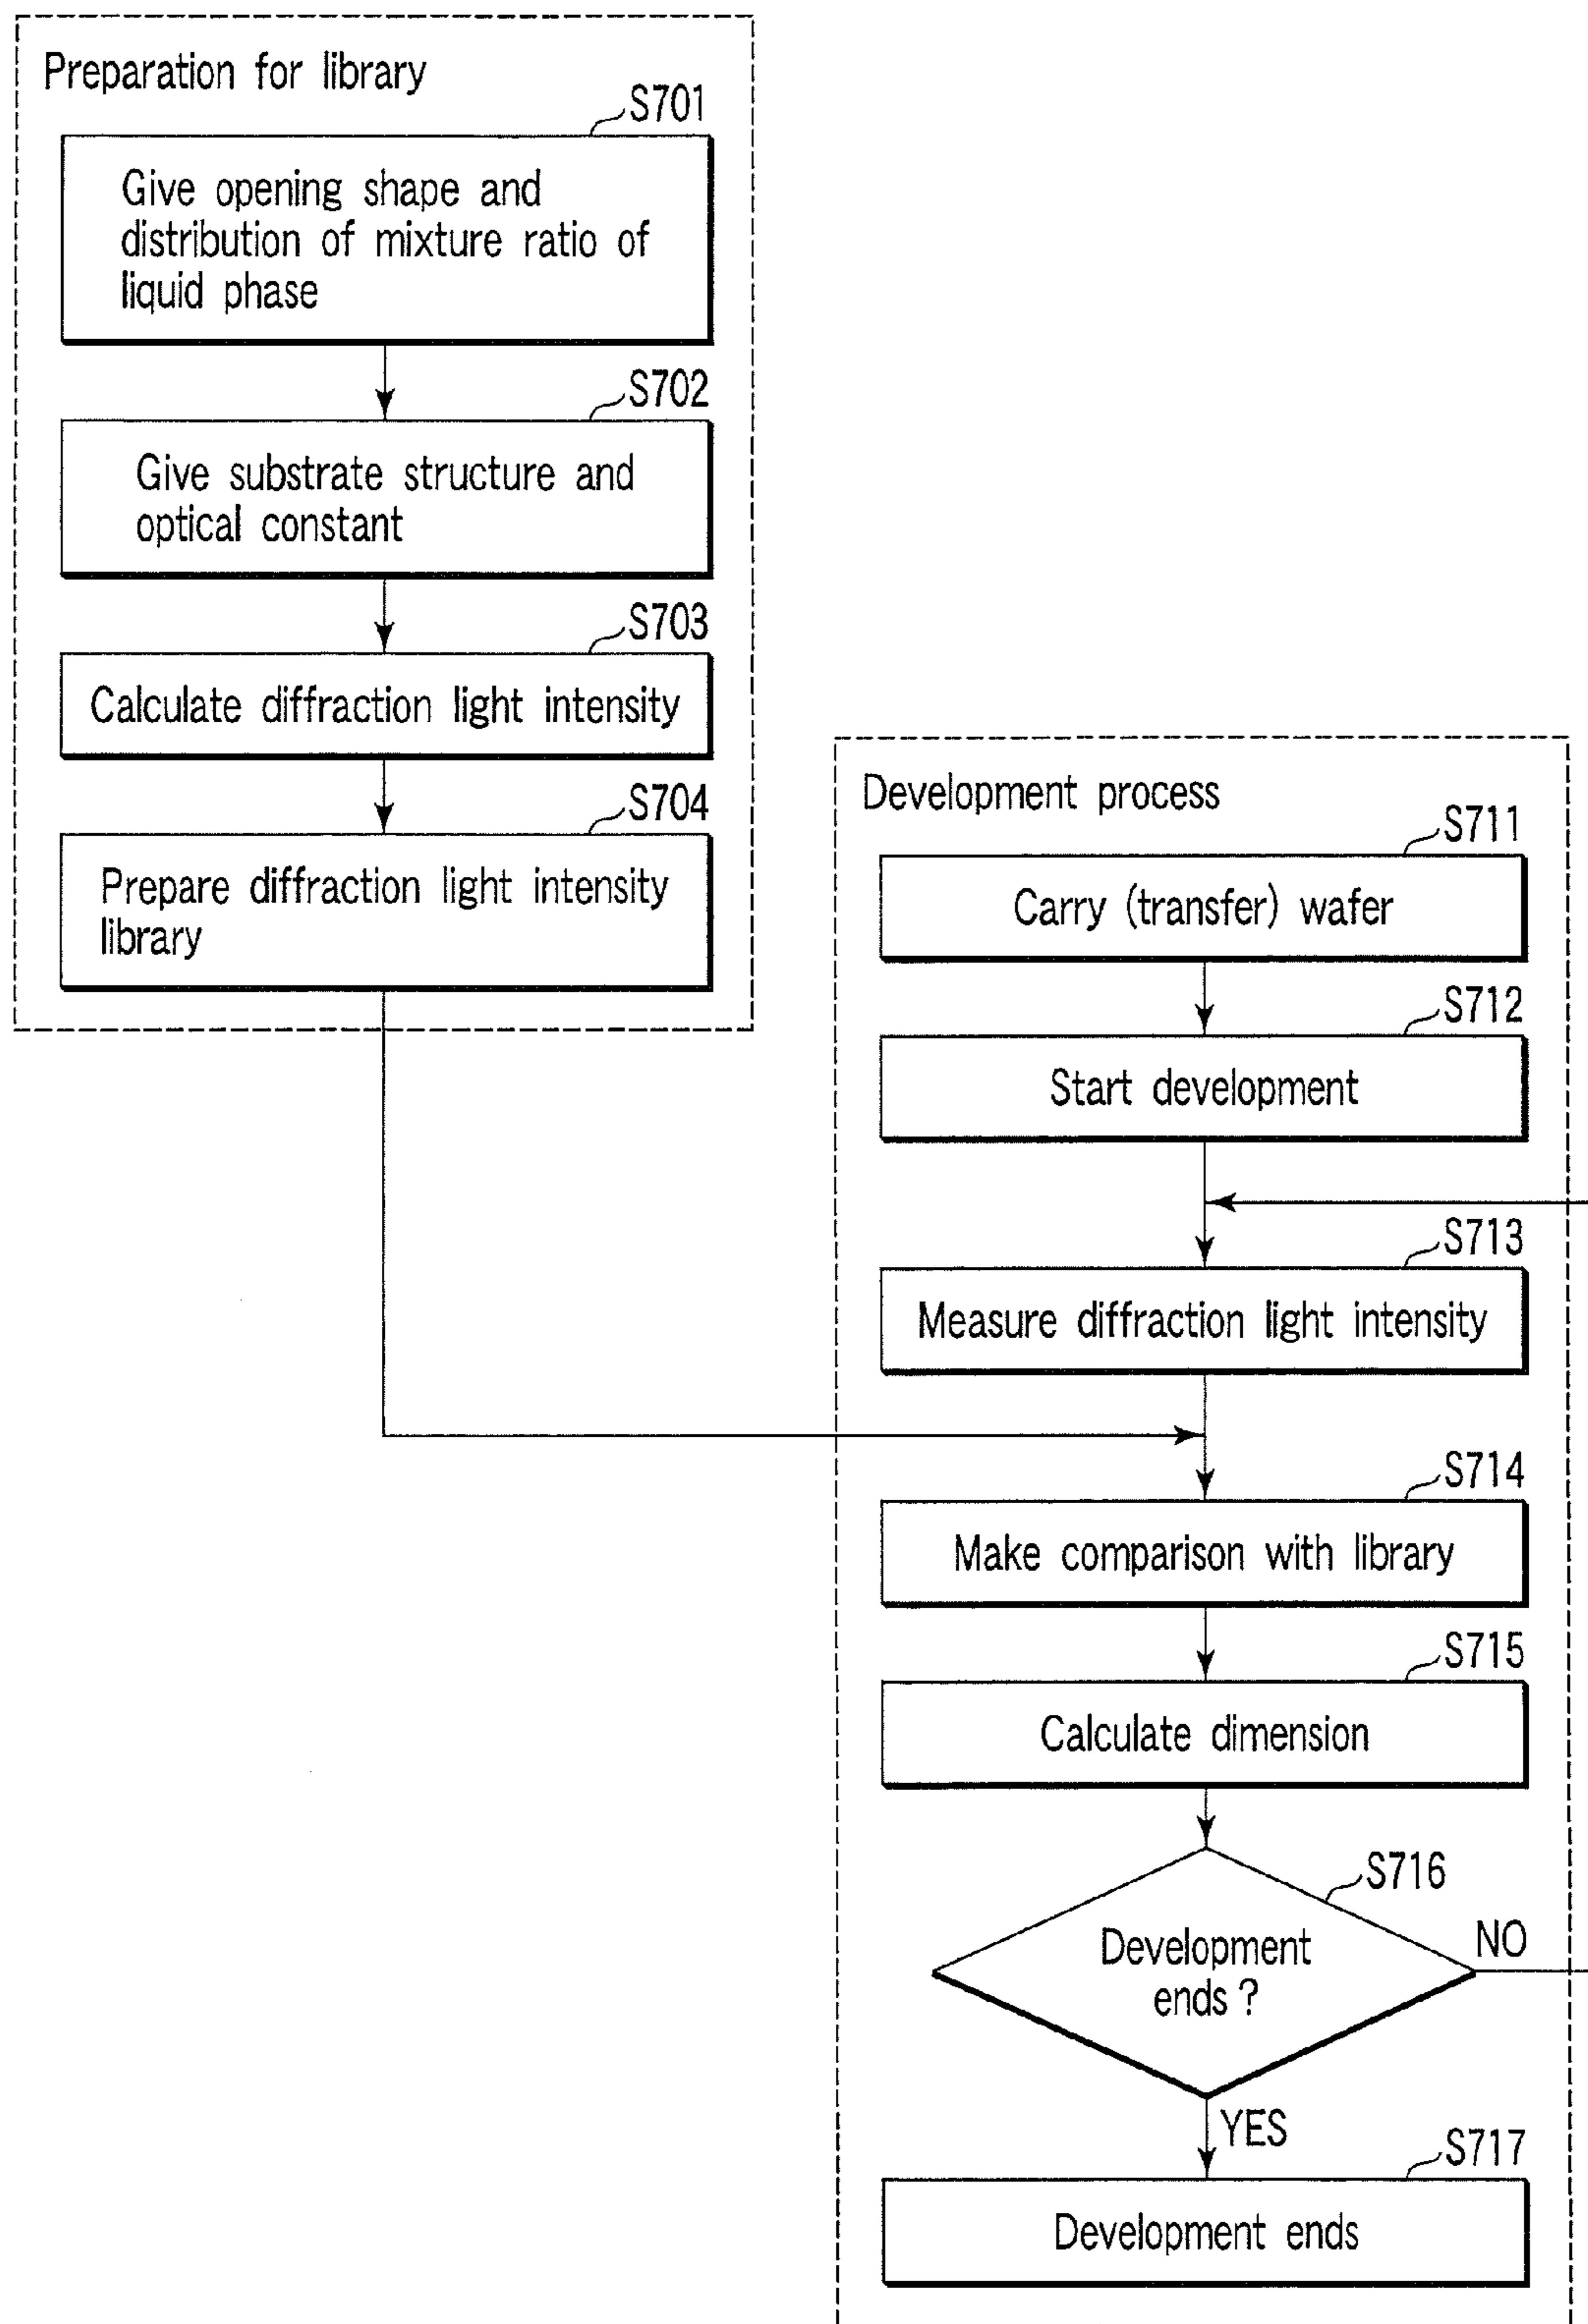 Preparation for library
S701
Give opening shape and
distribution of mixture ratio of
liquid phase
S702
Give substrate structure and
optical constant
S703
Calculate diffraction light intensity
S704
Prepare diffraction light intensity
library
Development process
S711
Carry (transfer) wafer
S712
Start development
S713
Measure diffraction light intensity
S714
Make comparison with library
S715
Calculate dimension
S716
Development
ends?
NO
YES
S717
Development ends